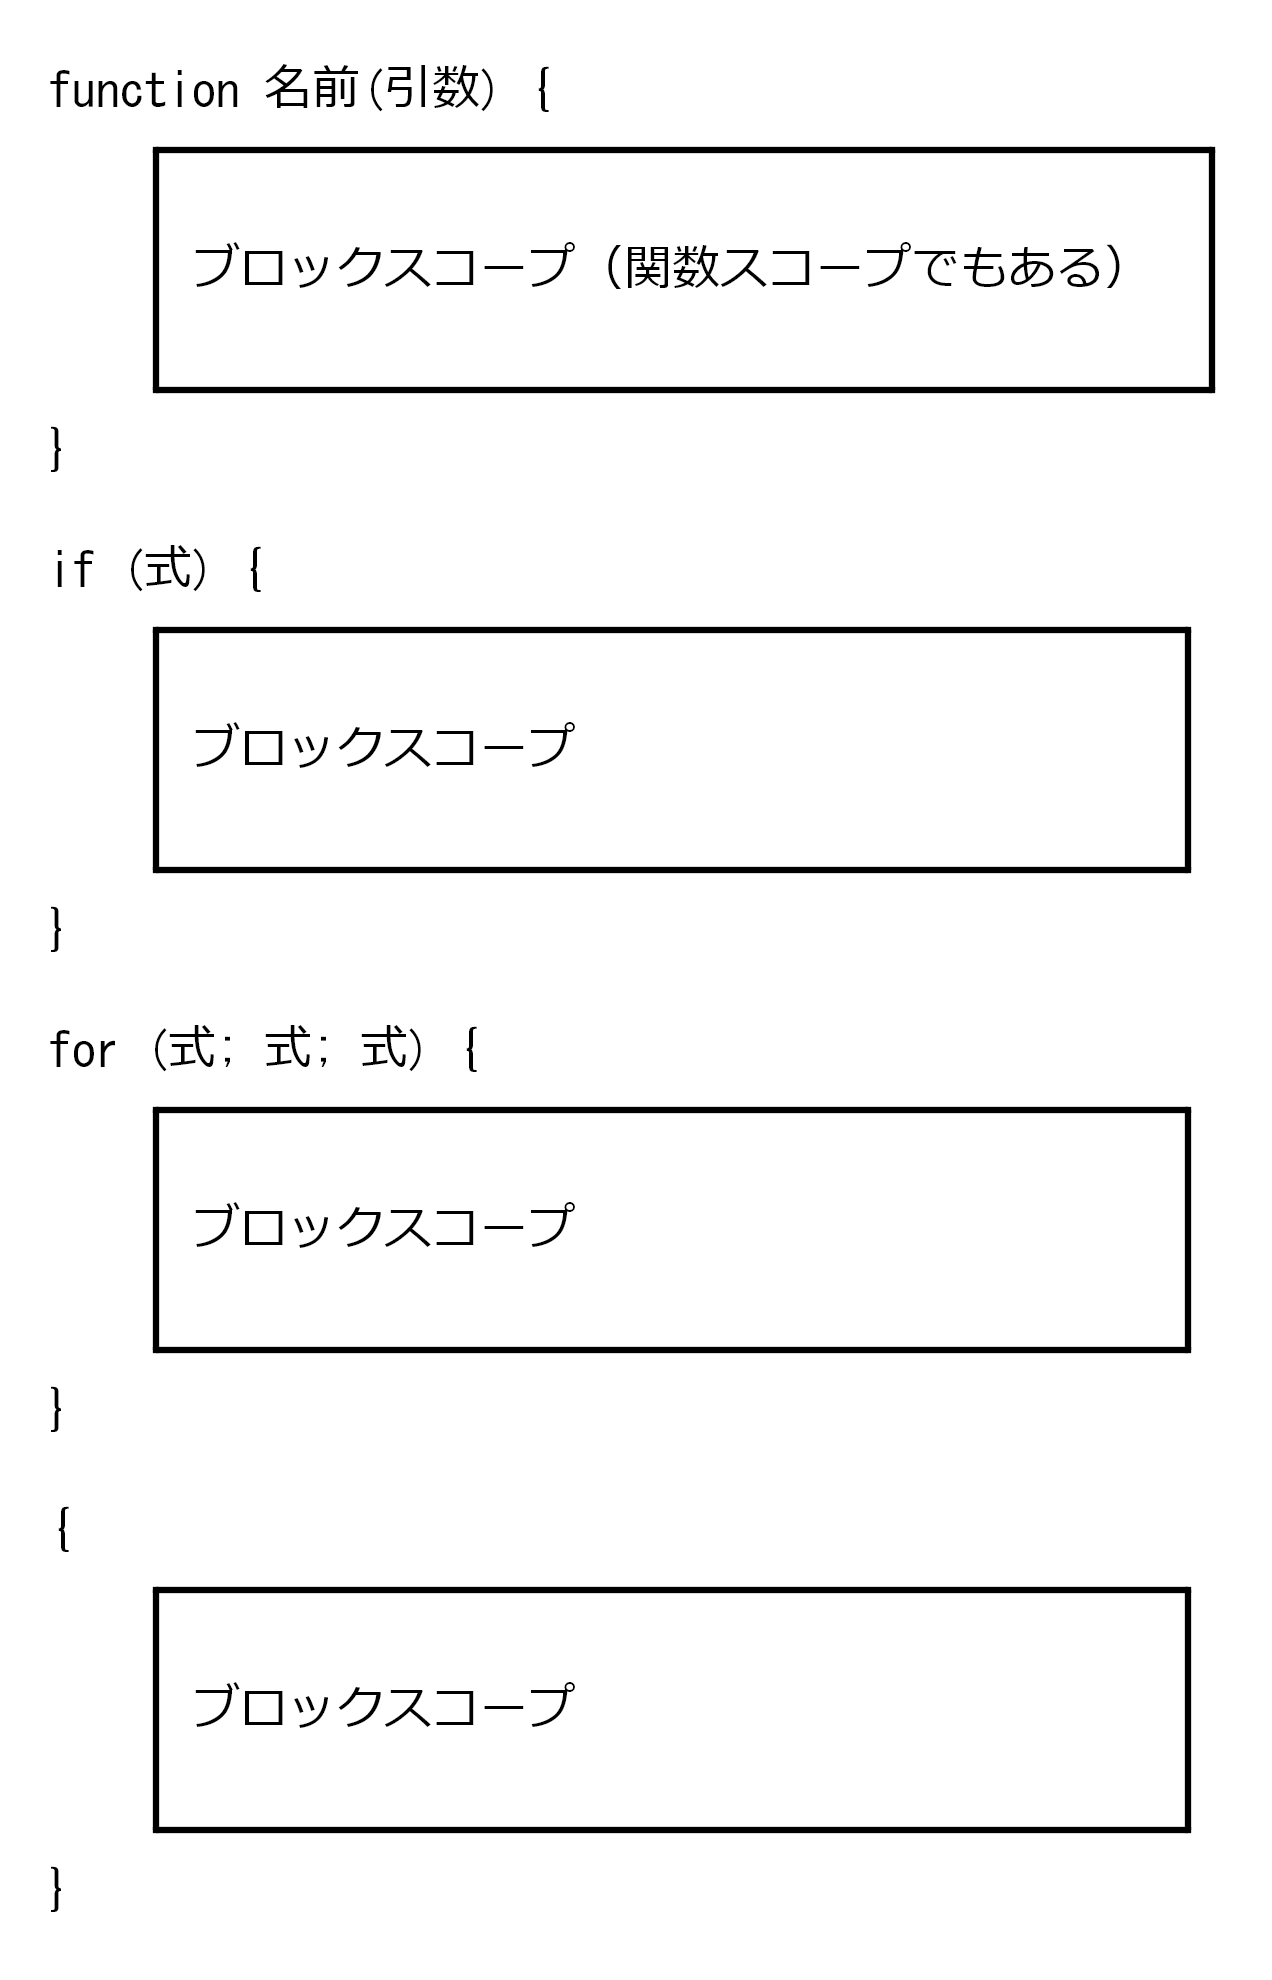 function 名前(引数) {
ブロックスコープ（関数スコープでもある）
}
if (式) {
ブロックスコープ
}
for (式; 式; 式) {
ブロックスコープ
}
{
ブロックスコープ
}